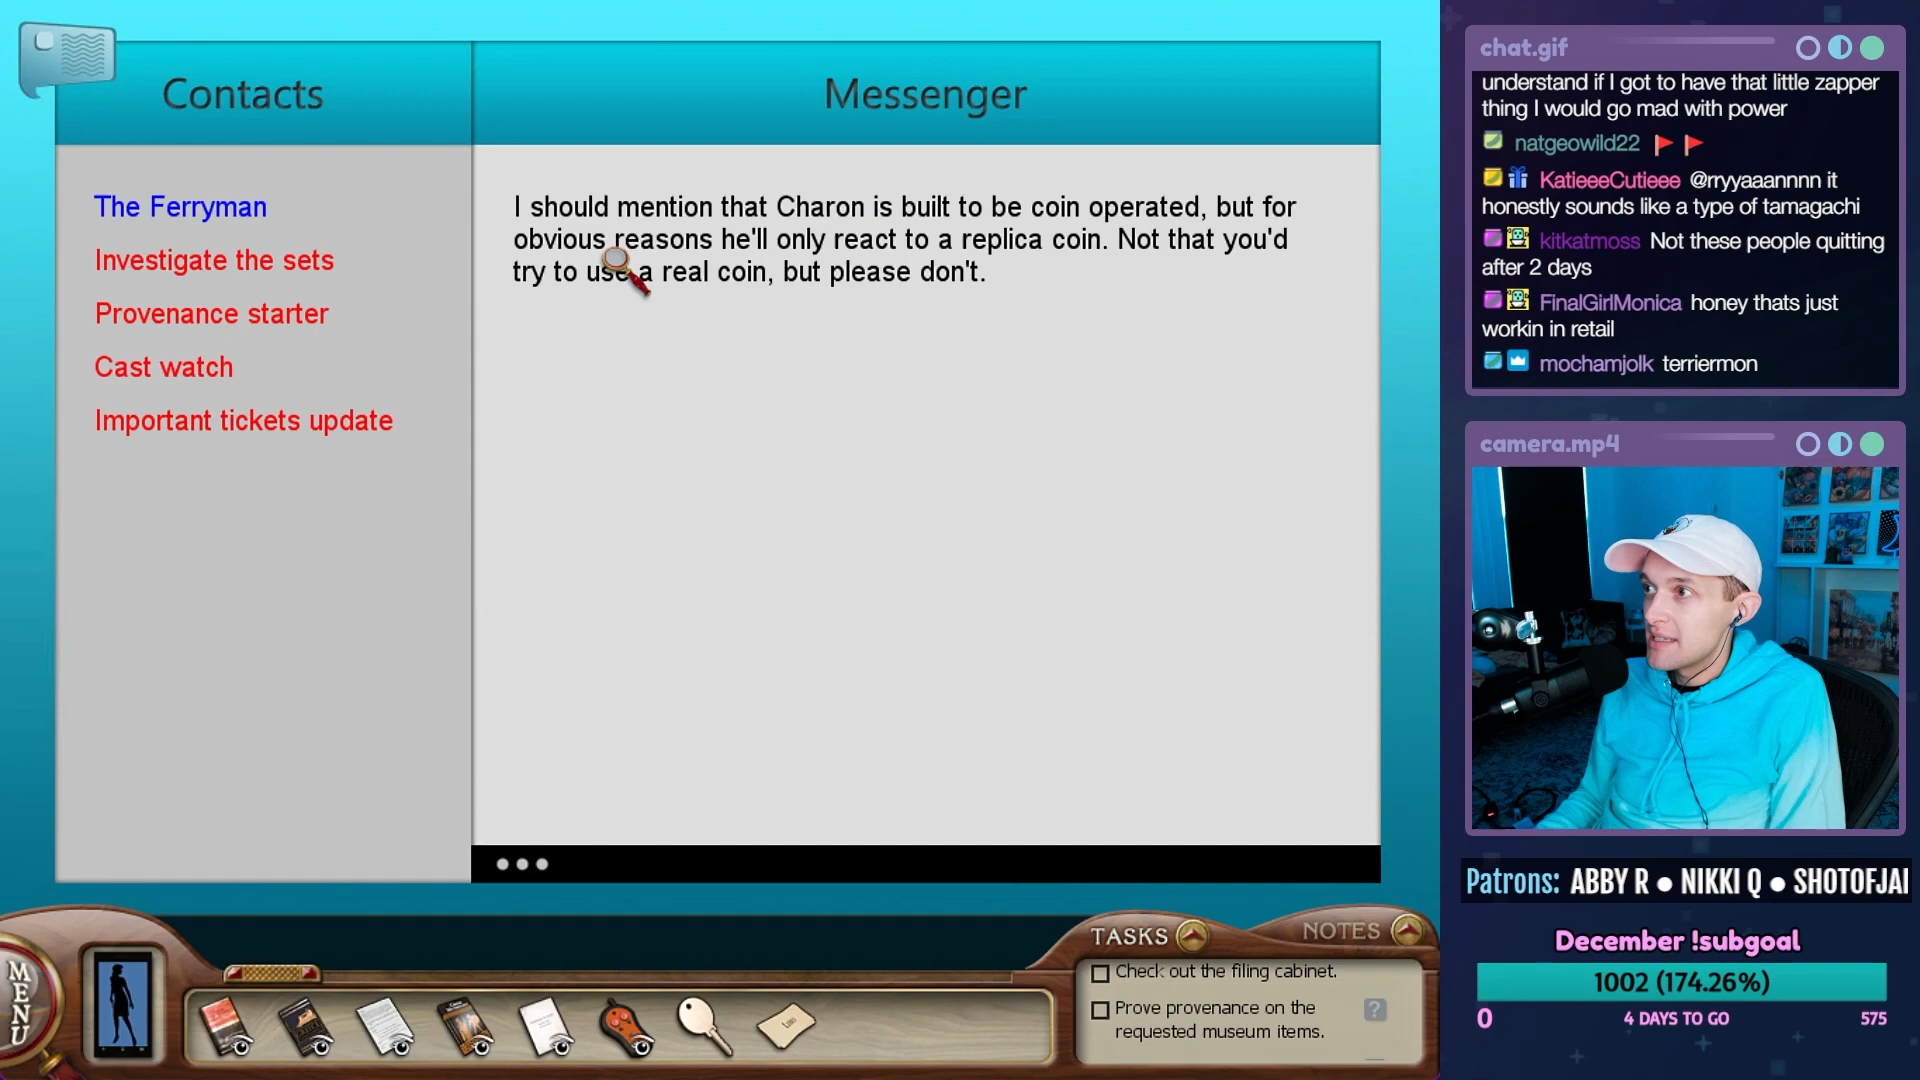 Contacts
Messenger
The Ferryman
Investigate the sets
Provenance starter
Cast watch
Important tickets update
I should mention that Charon is built to be coin operated, but for
obvious reasons he'll only react to a replica coin. Not that you'd
try to use a real coin, but please don't.
MENU
TASKS
NOTES
Check out the filing cabinet.
Prove provenance on the
requested museum items.
?
chat.gif
understand if I got to have that little zapper
thing I would go mad with power
natgeowild22
KatieeeCutieee @rryyaaannnn it
honestly sounds like a type of tamagachi
kitkatmoss Not these people quitting
after 2 days
FinalGirlMonica honey thats just
workin in retail
mochamjolk terriermon
camera.mp4
Patrons: ABBY R ● NIKKI Q ● SHOTOFJAI
December !subgoal
1002 (174.26%)
0 4 DAYS TO GO 575